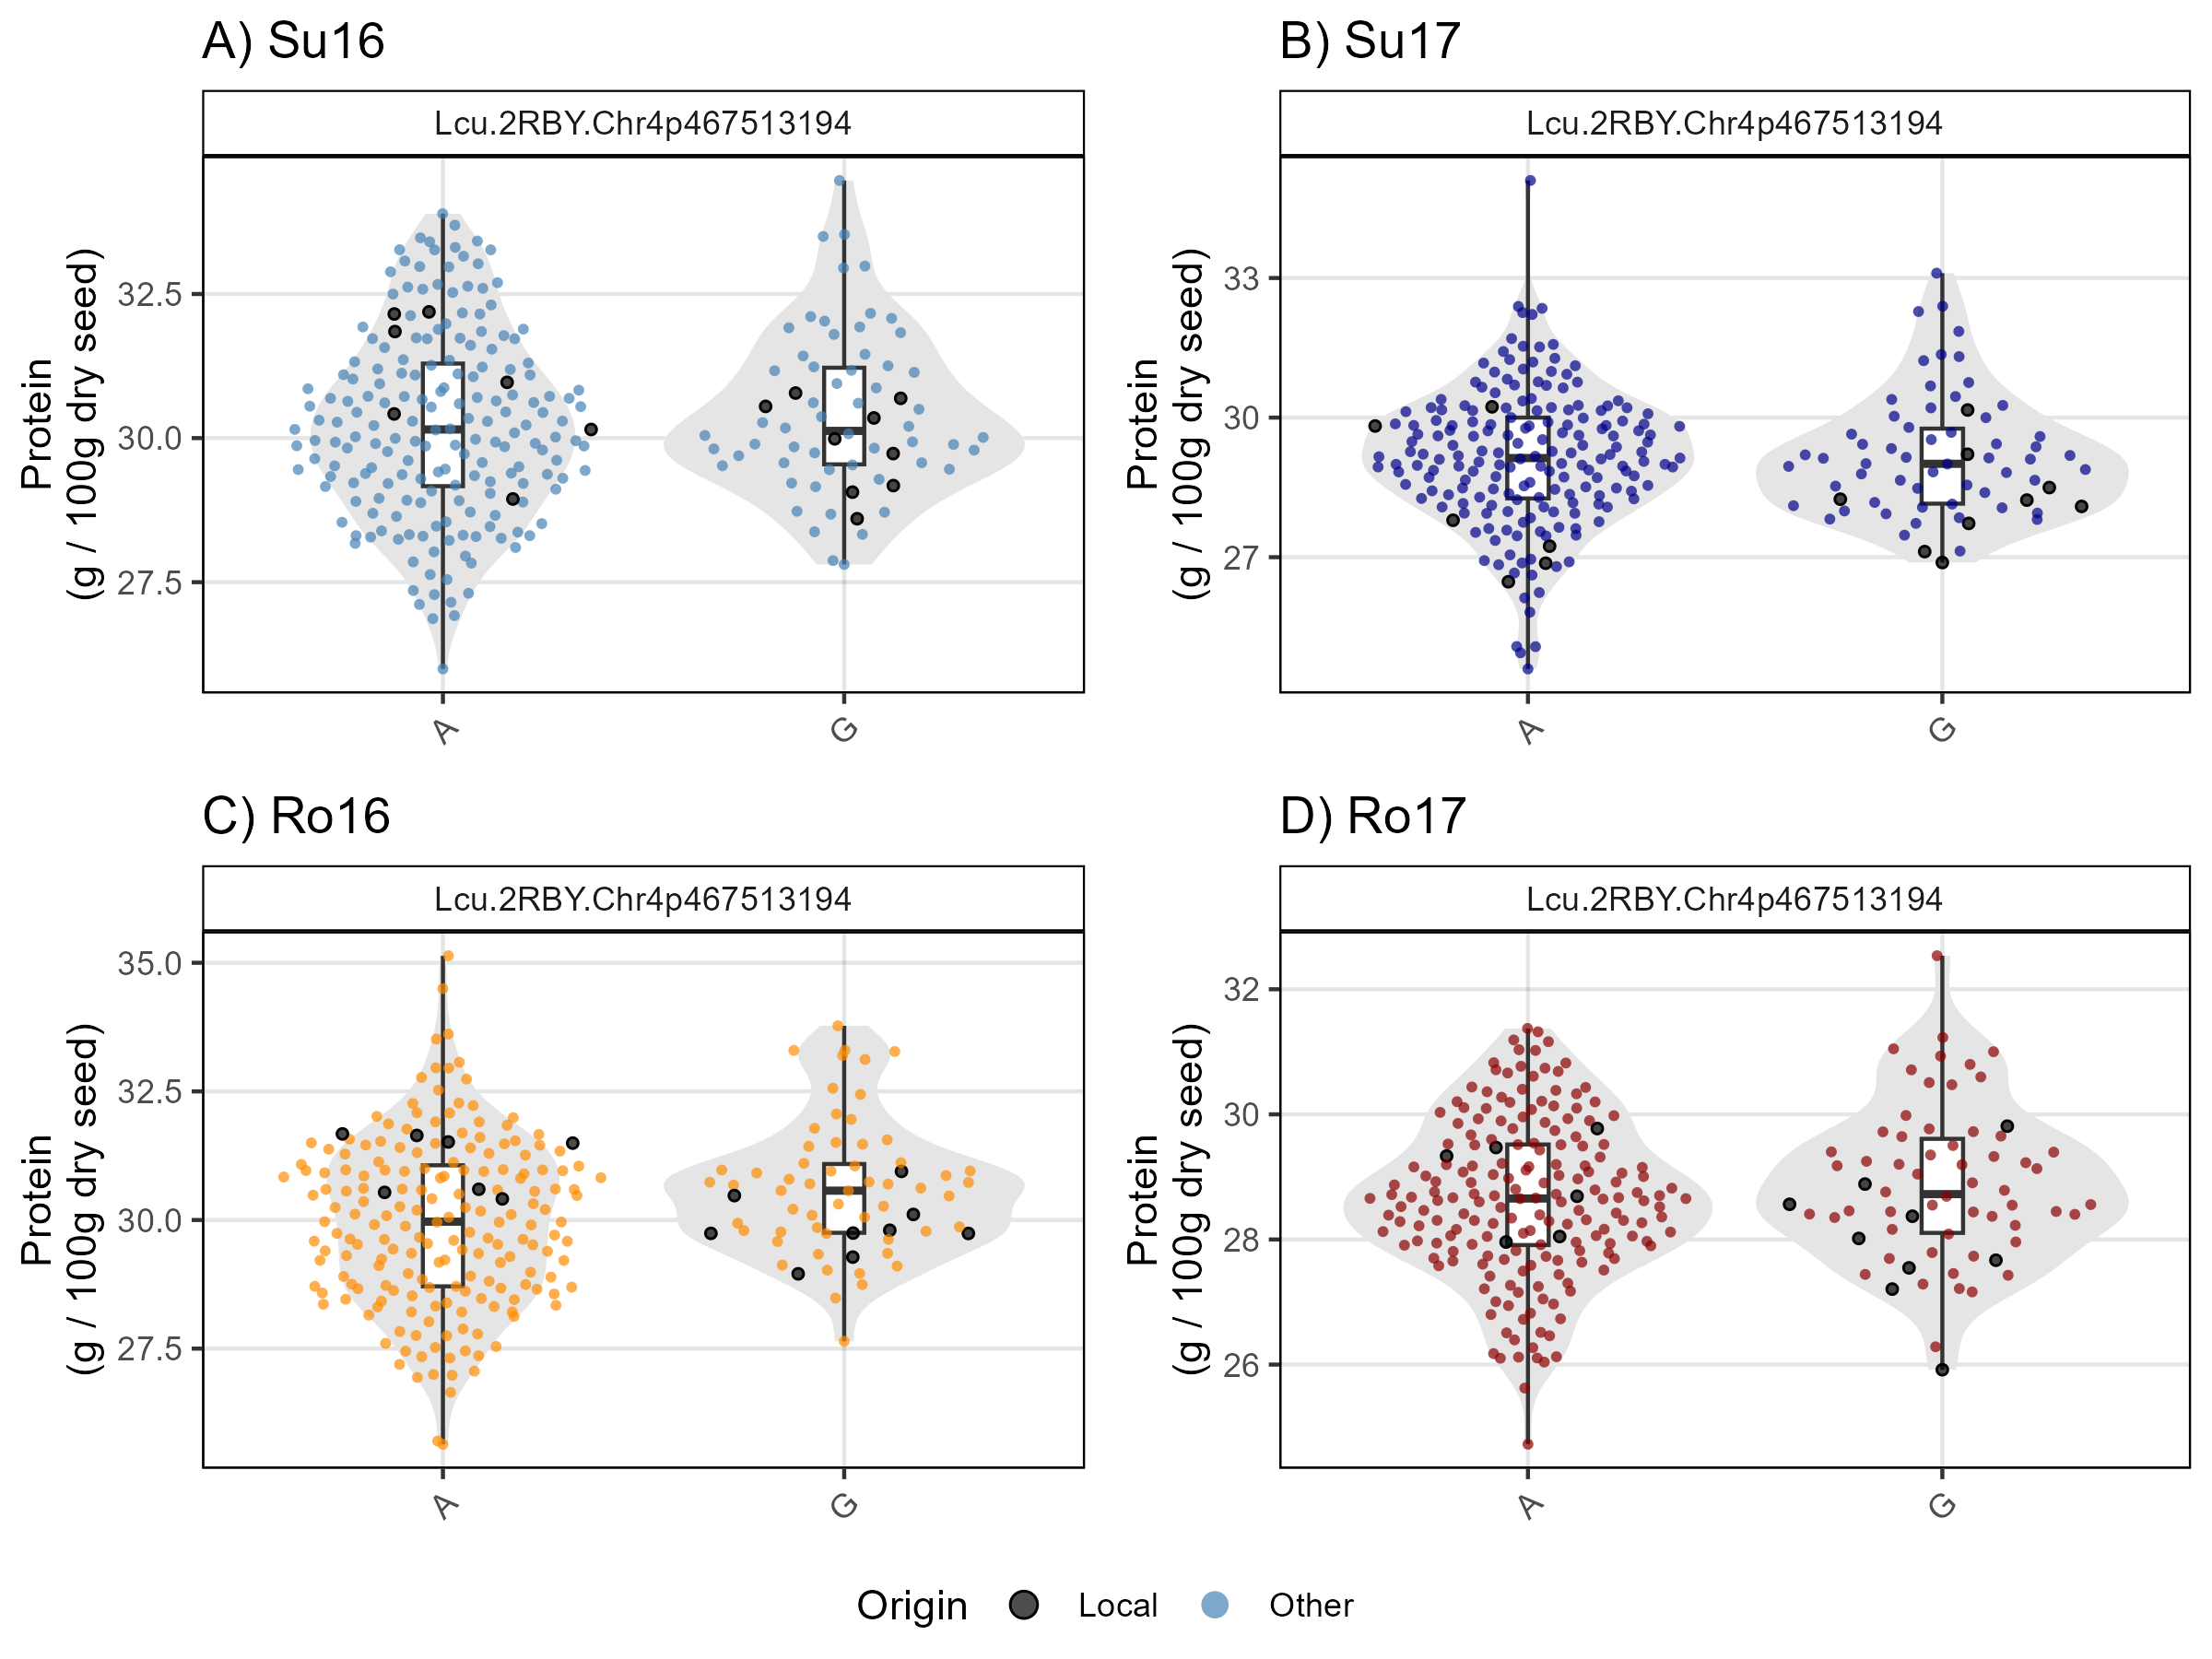 A) Su16
Lcu.2RBY.Chr4p467513194
Protein
(g / 100g dry seed)
32.5
30.0
27.5
A
G
B) Su17
Lcu.2RBY.Chr4p467513194
Protein
(g / 100g dry seed)
33
30
27
A
G
C) Ro16
Lcu.2RBY.Chr4p467513194
Protein
(g / 100g dry seed)
35.0
32.5
30.0
27.5
A
G
D) Ro17
Lcu.2RBY.Chr4p467513194
Protein
(g / 100g dry seed)
32
30
28
26
A
G
Origin Local Other